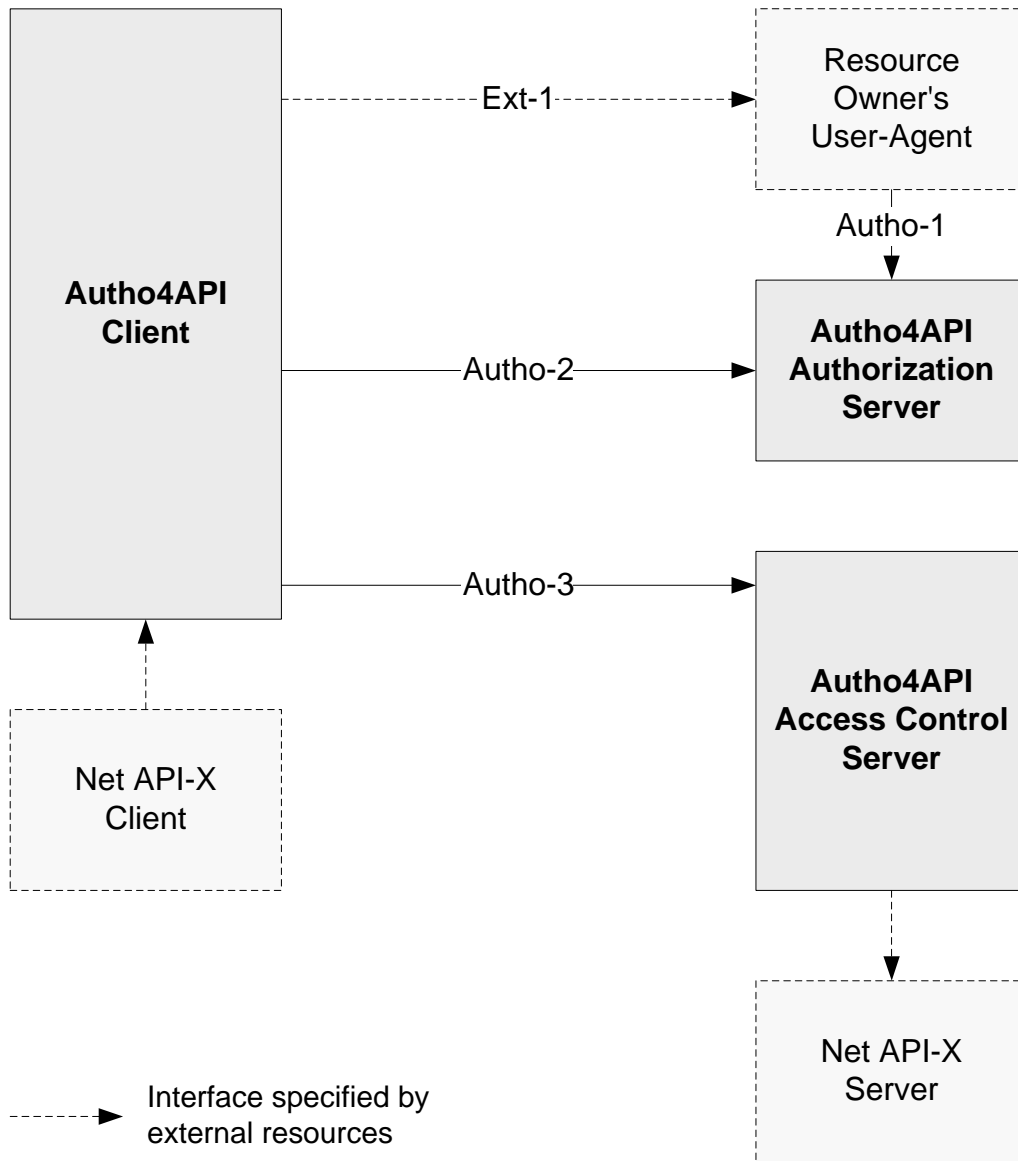 Resource
Owner's
User-Agent
Ext-1
Autho-1
Autho4API
Client
Autho4API
Authorization
Server
Autho-2
Autho-3
Autho4API
Access Control
Server
Net API-X
Client
Net API-X
Server
Interface specified by
external resources